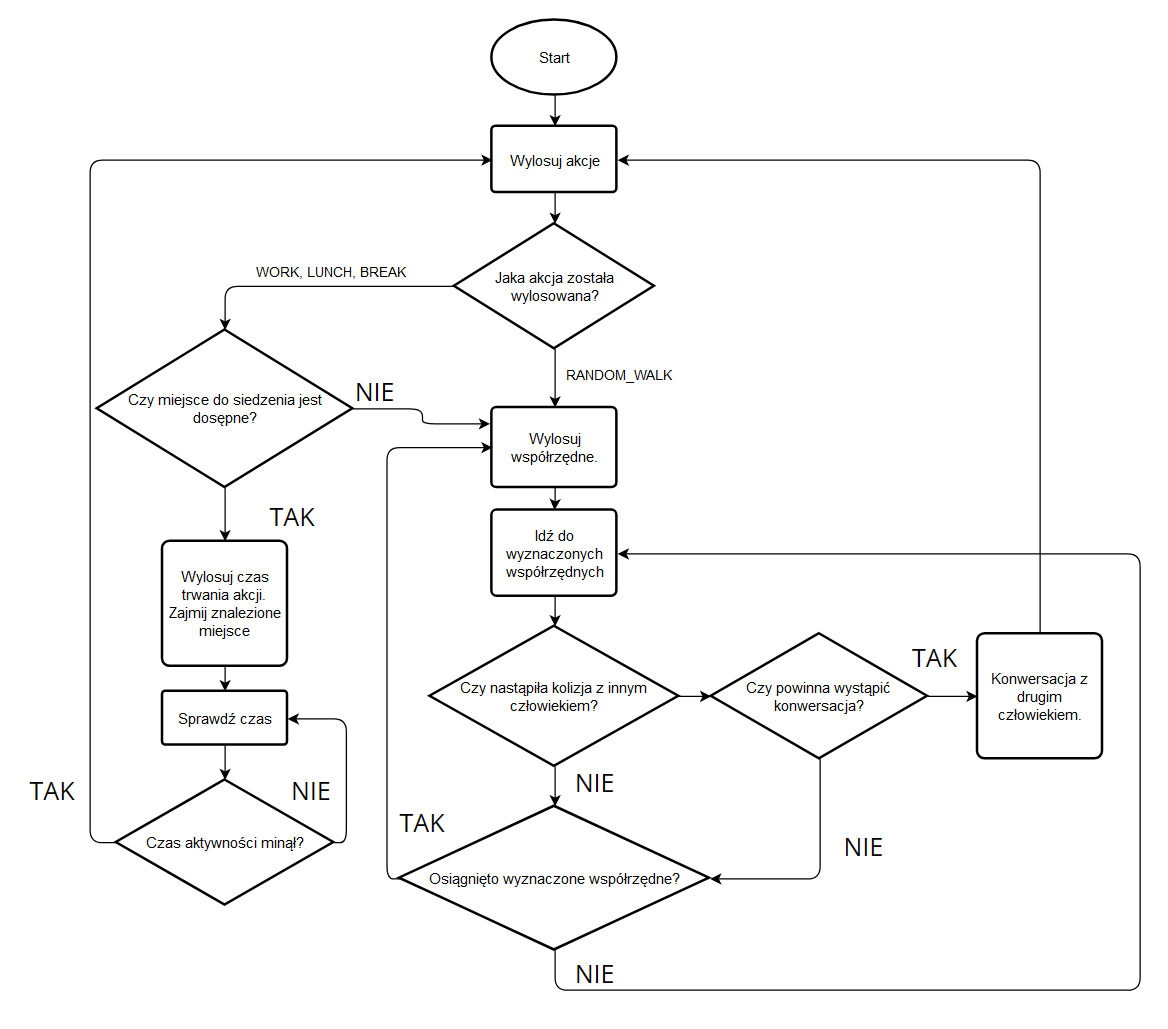 Start
Wylosuj akcje
Jaka akcja została
wylosowana?
WORK, LUNCH, BREAK
RANDOM_WALK
Czy miejsce do siedzenia jest
dosępne?
NIE
Wylosuj
współrzędne.
TAK
Idź do
wyznaczonych
współrzędnych
Wylosuj czas
trwania akcji.
Zajmij znalezione
miejsce
Czy nastąpiła kolizja z innym
człowiekiem?
Czy powinna wystąpić
konwersacja?
TAK
Konwersacja z
drugim
człowiekiem.
Sprawdź czas
TAK
NIE
Czas aktywności minął?
NIE
TAK
NIE
Osiągnięto wyznaczone współrzędne?
NIE